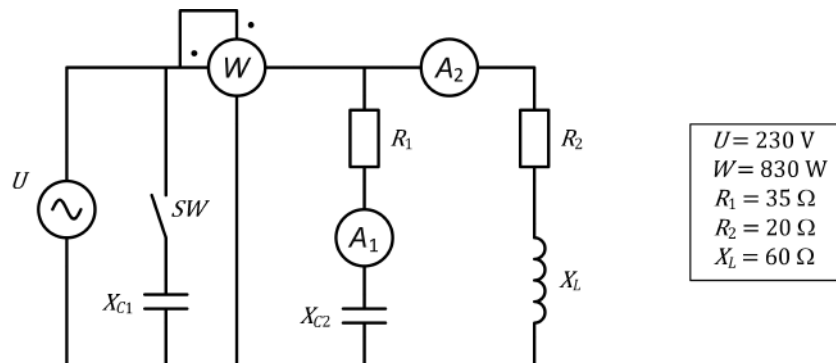 W
A2
R1
R2
U
SW
A1
XC1
XC2
XL
U = 230 V
W = 830 W
R1 = 35 Ω
R2 = 20 Ω
XL = 60 Ω